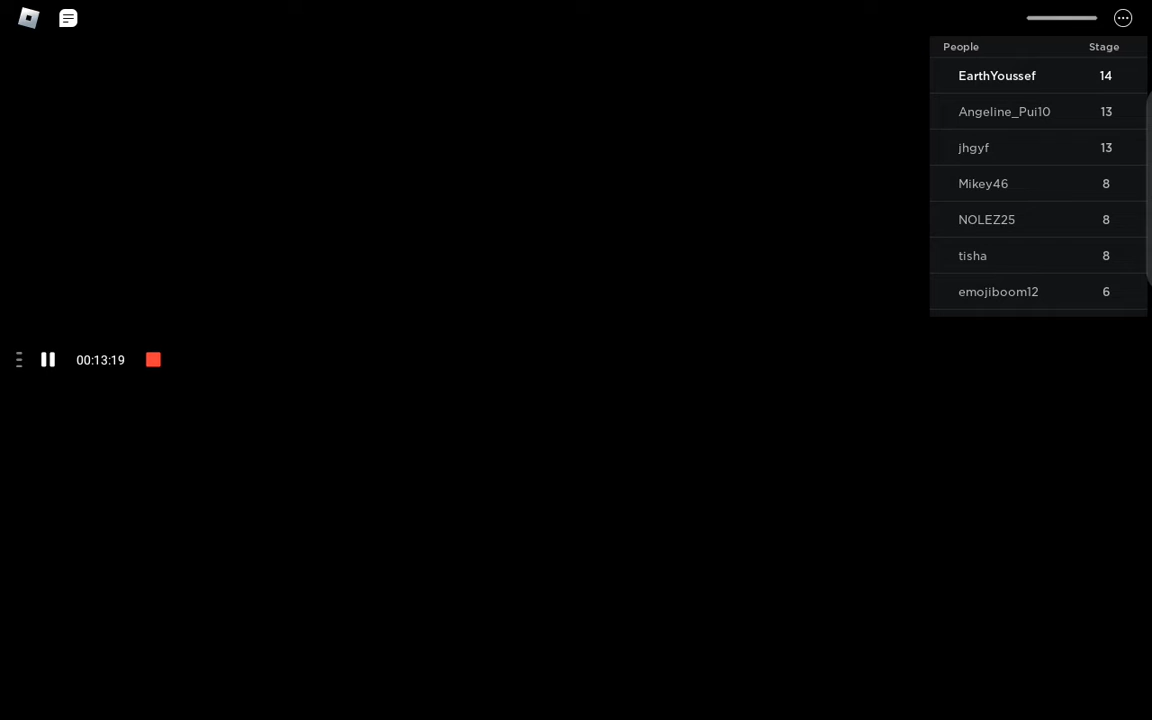 People Stage
EarthYoussef 14
Angeline_Pui10 13
jhgyf 13
Mikey46 8
NOLEZ25 8
tisha 8
emojiboom12 6
00:13:19